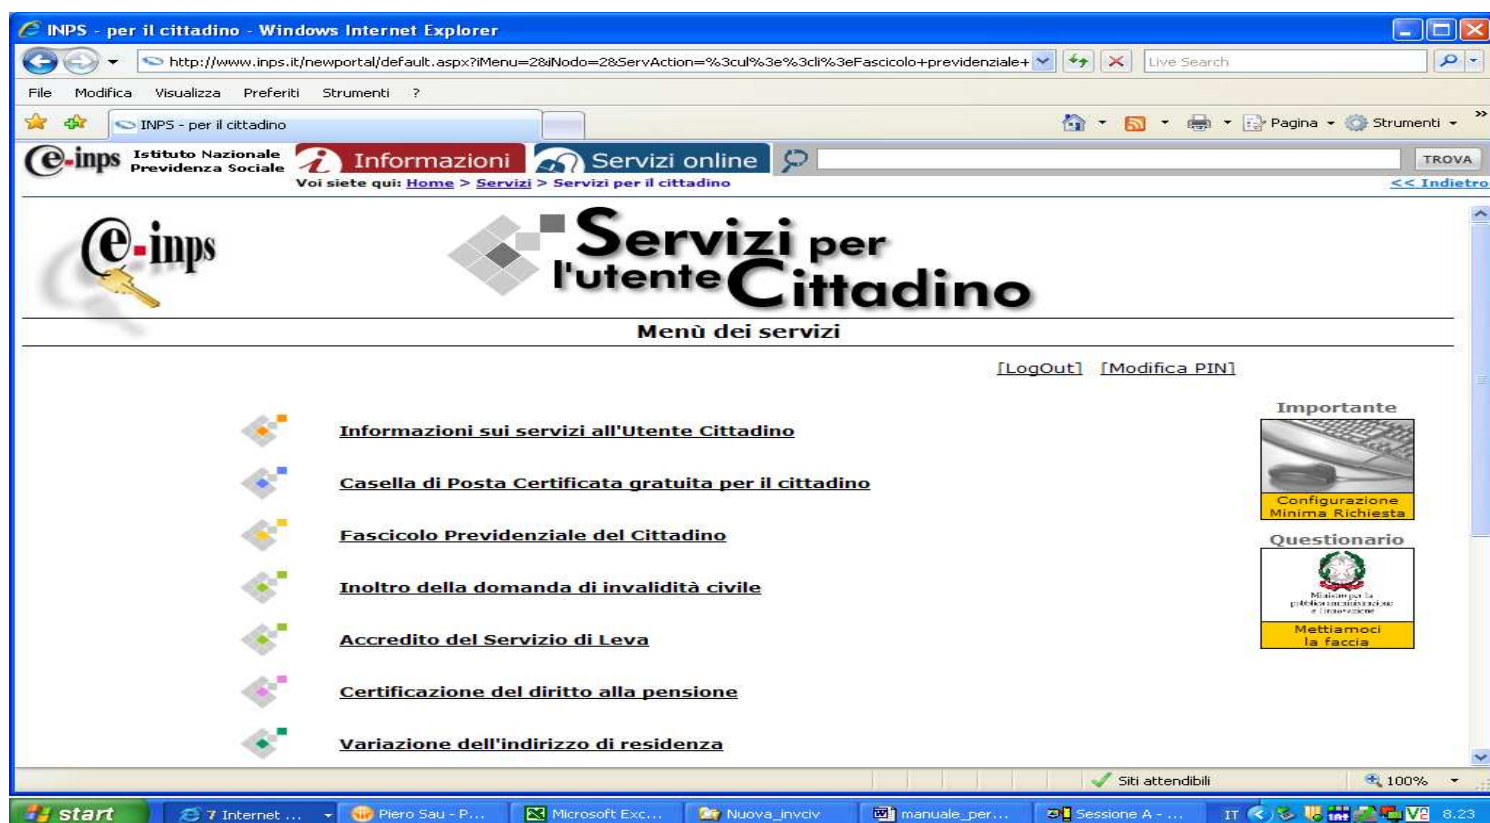 INPS - per il cittadino - Windows Internet Explorer
http://www.inps.it/newportal/default.aspx?iMenu=2&iNodo=2&ServAction=%3cul%3e%3cli%3eFascicolo+previdenziale+
Live Search
File Modifica Visualizza Preferiti Strumenti ?
INPS - per il cittadino
Pagina Strumenti »
e-inps Istituto Nazionale
Previdenza Sociale
Informazioni
Servizi online
TROVA
Voi siete qui: Home > Servizi > Servizi per il cittadino
<< Indietro
e-inps
Servizi per
l'utente Cittadino
Menù dei servizi
[LogOut] [Modifica PIN]
Importante
Informazioni sui servizi all'Utente Cittadino
Casella di Posta Certificata gratuita per il cittadino
Configurazione
Minima Richiesta
Fascicolo Previdenziale del Cittadino
Questionario
Inoltro della domanda di invalidità civile
Ministro per la
pubblica amministrazione
e l'innovazione
Mettiamoci
la faccia
Accredito del Servizio di Leva
Certificazione del diritto alla pensione
Variazione dell'indirizzo di residenza
Siti attendibili
100%
start
7 Internet ...
Piero Sau - P...
Microsoft Exc...
Nuova_invciv
manuale_per...
Sessione A - ...
IT
8.23